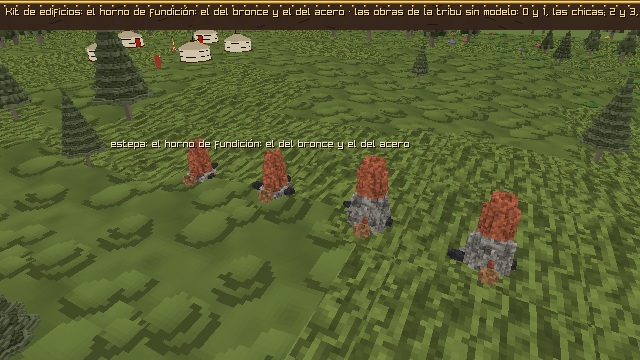 Kit de edificios: el horno de fundición: el del bronce y el del acero · las obras de la tribu sin modelo: 0 y 1, las chicas; 2 y 3,
estepa: el horno de fundición: el del bronce y el del acero